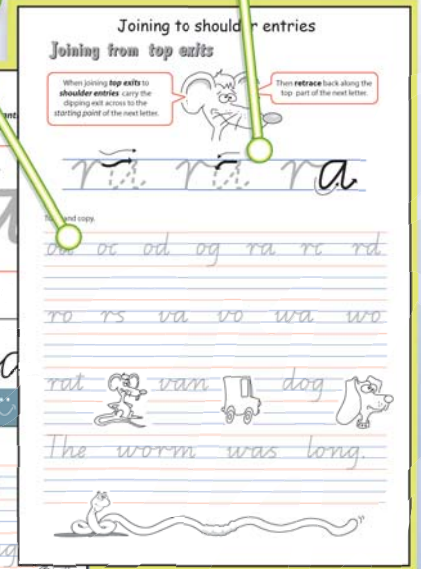 Joining to shoulder entries
Joining from top exits
When joining top exits to
shoulder entries carry the
dipping exit across to the
starting point of the next letter.
Then retrace back along the
top part of the next letter.
ra ra ra
and copy.
oa oc od og ra rc rd
ro rs va vo wa wo
rat van dog
The worm was long.